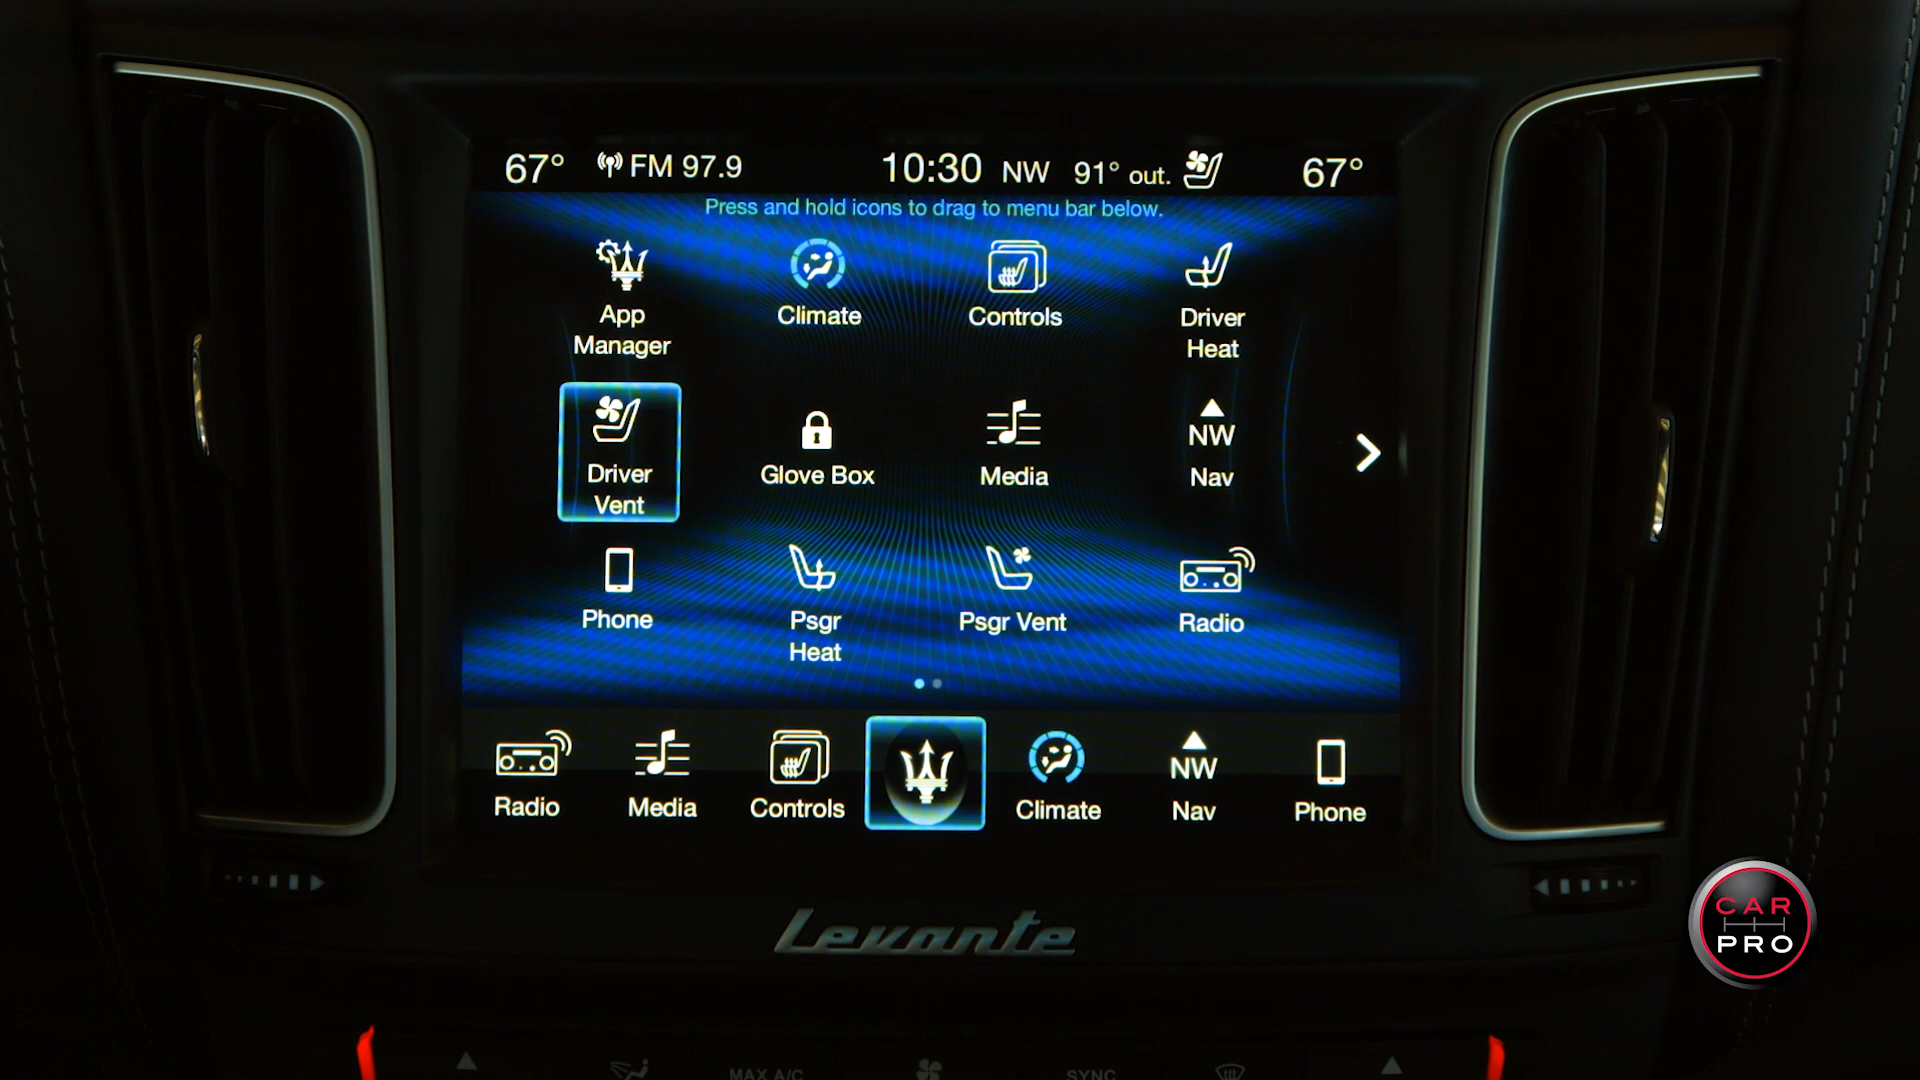 67° FM 97.9 10:30 NW 91° out. 67°
Press and hold icons to drag to menu bar below.
App
Manager
Climate
Controls
Driver
Heat
Driver
Vent
Glove Box
Media
NW
Nav
Phone
Psgr
Heat
Psgr Vent
Radio
Radio
Media
Controls
Climate
NW
Nav
Phone
Levante
CAR
PRO
MAX A/C
SYNC